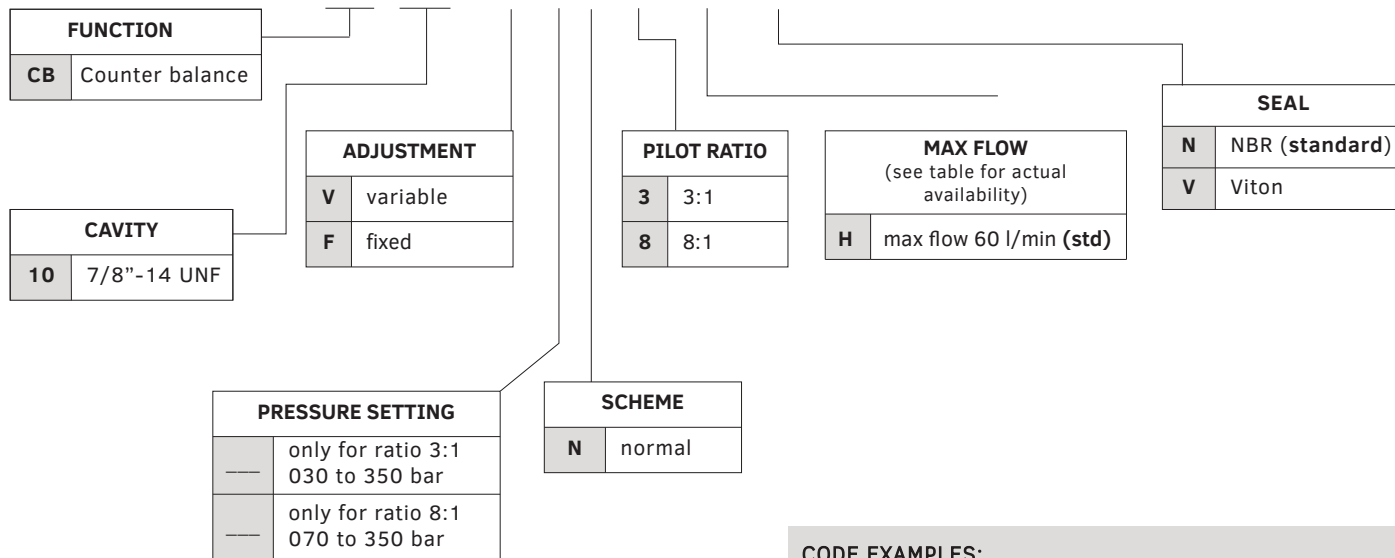 FUNCTION
CB Counter balance
CAVITY
10 7/8”-14 UNF
ADJUSTMENT
V variable
F fixed
PRESSURE SETTING
___ only for ratio 3:1
030 to 350 bar
___ only for ratio 8:1
070 to 350 bar
SCHEME
N normal
PILOT RATIO
3 3:1
8 8:1
MAX FLOW
(see table for actual
availability)
H max flow 60 l/min (std)
SEAL
N NBR (standard)
V Viton
CODE EXAMPLES: